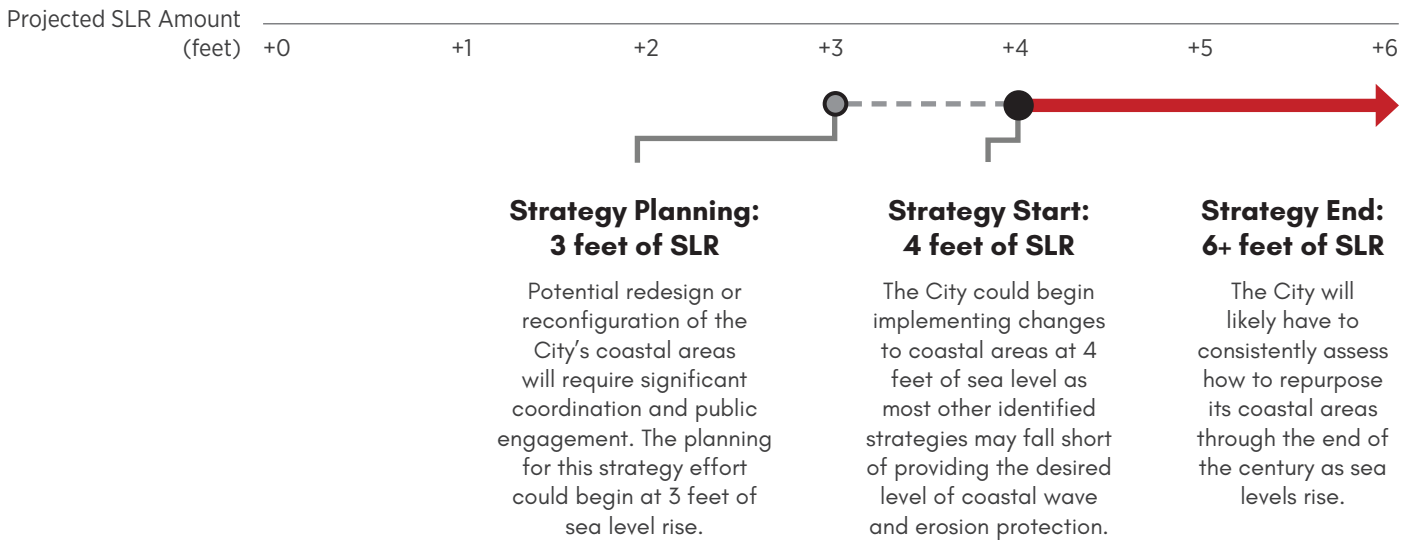 Projected SLR Amount
(feet) +0 +1 +2 +3 +4 +5 +6
Strategy Planning:
3 feet of SLR
Potential redesign or
reconfiguration of the
City’s coastal areas
will require significant
coordination and public
engagement. The planning
for this strategy effort
could begin at 3 feet of
sea level rise.
Strategy Start:
4 feet of SLR
The City could begin
implementing changes
to coastal areas at 4
feet of sea level as
most other identified
strategies may fall short
of providing the desired
level of coastal wave
and erosion protection.
Strategy End:
6+ feet of SLR
The City will
likely have to
consistently assess
how to repurpose
its coastal areas
through the end of
the century as sea
levels rise.